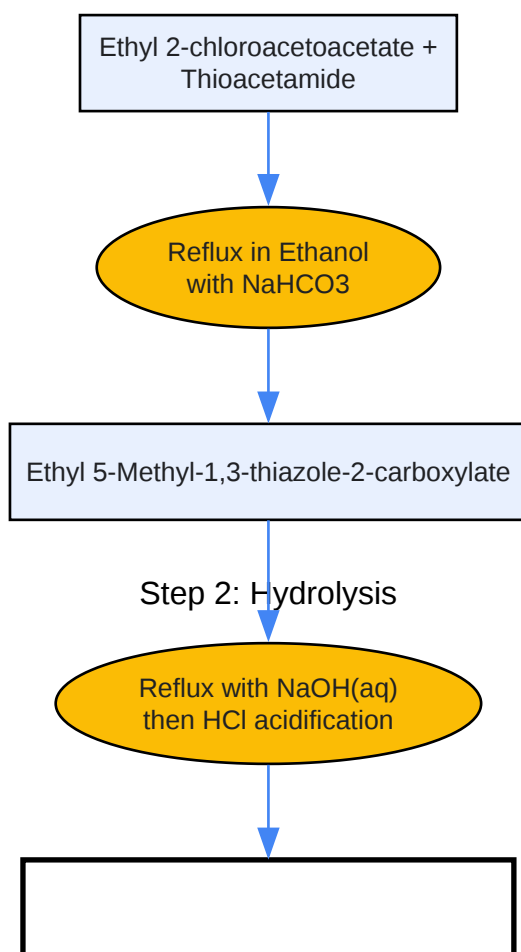 Ethyl 2-chloroacetoacetate +
Thioacetamide
Reflux in Ethanol
with NaHCO3
Ethyl 5-Methyl-1,3-thiazole-2-carboxylate
Step 2: Hydrolysis
Reflux with NaOH(aq)
then HCl acidification